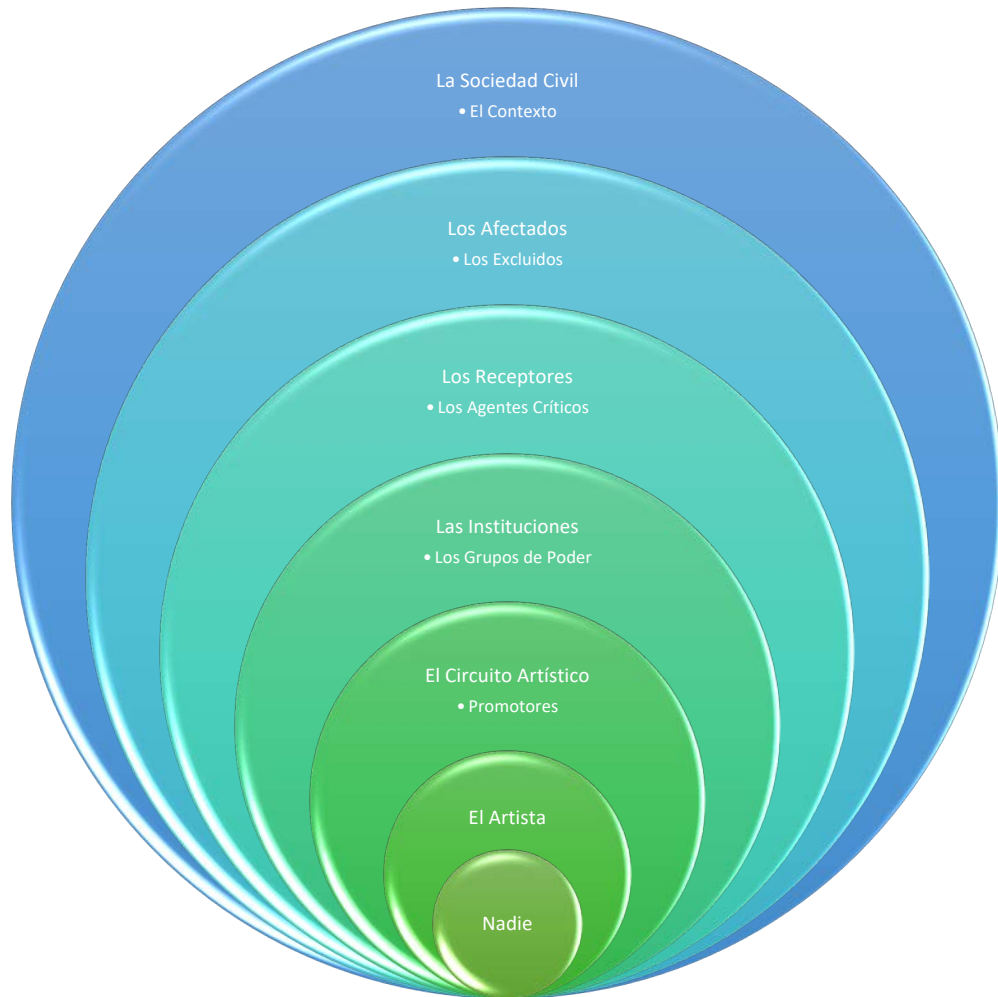 La Sociedad Civil
• El Contexto
Los Afectados
• Los Excluidos
Los Receptores
• Los Agentes Críticos
Las Instituciones
• Los Grupos de Poder
El Circuito Artístico
• Promotores
El Artista
Nadie